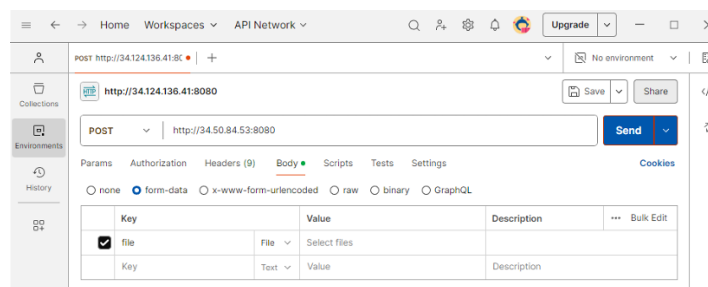 Home Workspaces API Network Upgrade
POST http://34.124.136.41:8C No environment
Collections
HTTP http://34.124.136.41:8080 Save Share
Environments
POST http://34.50.84.53:8080 Send
History
Params Authorization Headers (9) Body Scripts Tests Settings Cookies
none form-data x-www-form-urlencoded raw binary GraphQL
Key Value Description ••• Bulk Edit
file File Select files
Key Text Value Description